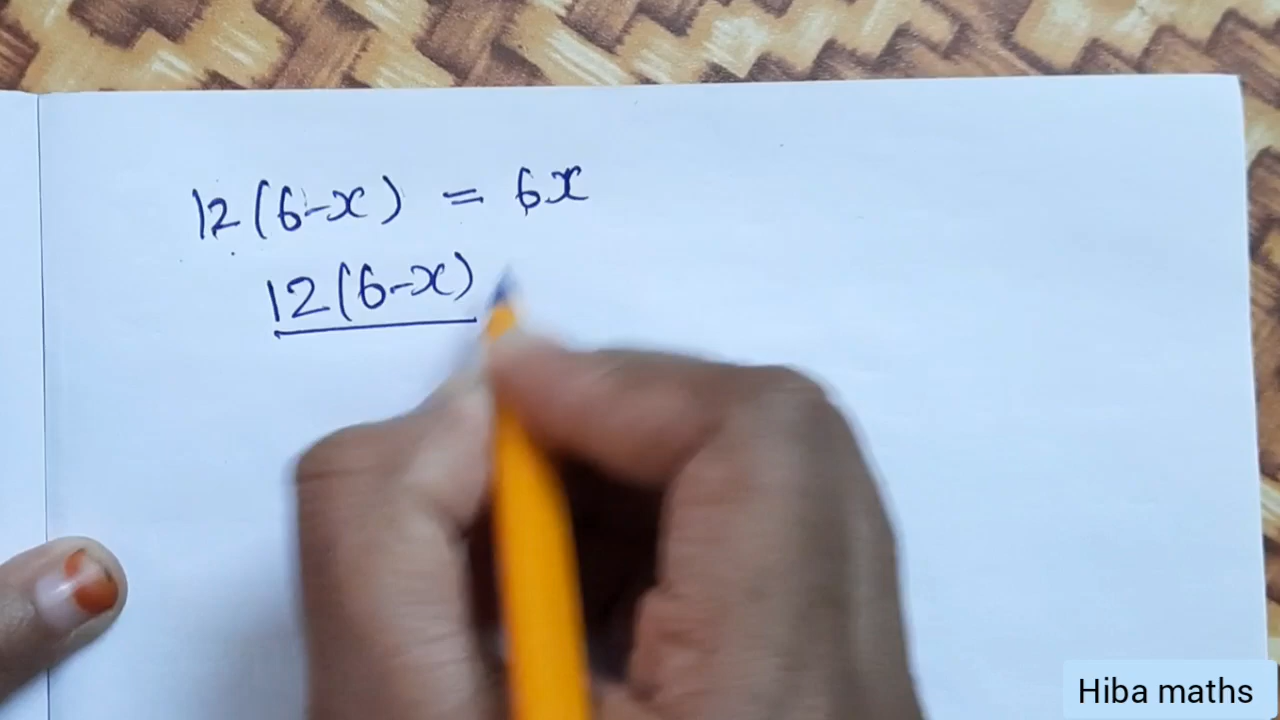 12(6-x) = 6x
12(6-x)
Hiba maths